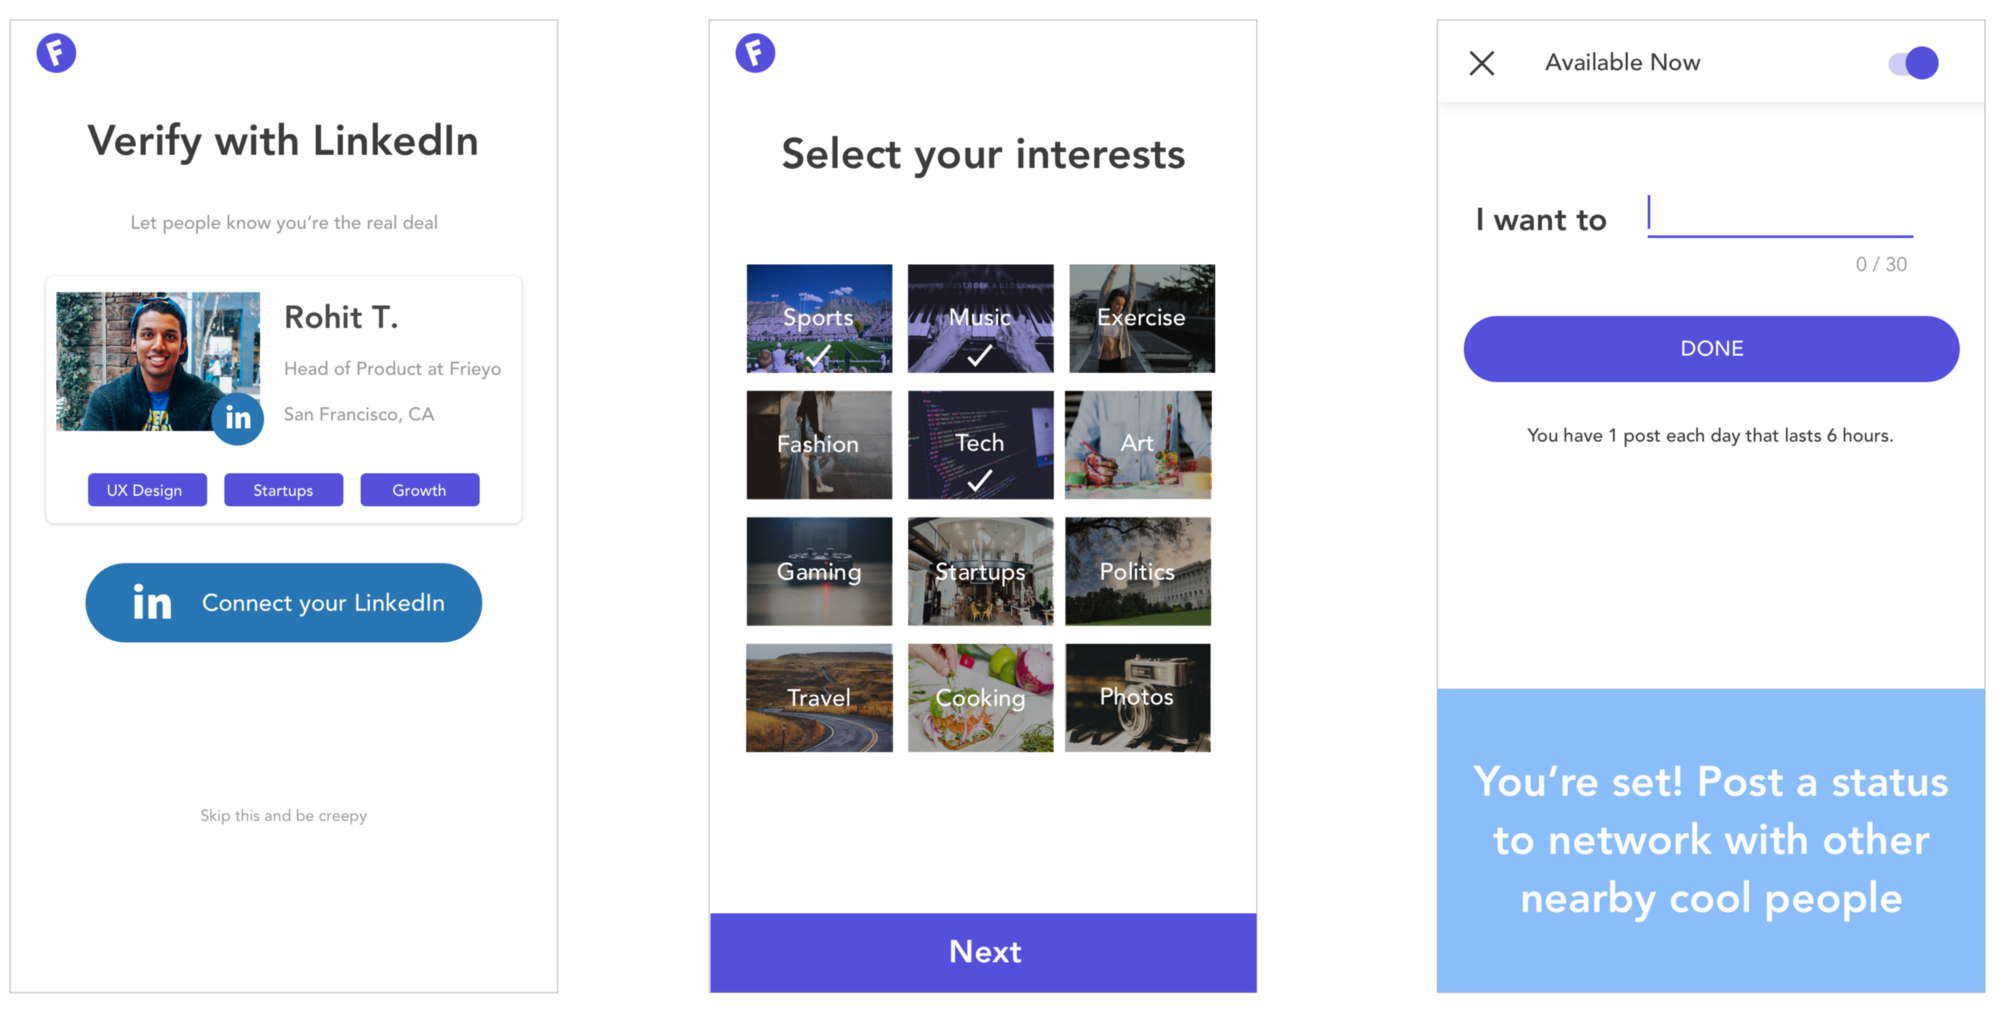 F
Verify with LinkedIn
Let people know you're the real deal
Rohit T.
Head of Product at Frieyo
San Francisco, CA
in
UX Design
Startups
Growth
in Connect your LinkedIn
Skip this and be creepy
F
Select your interests
Sports
Music
Exercise
Fashion
Tech
Art
Gaming
Startups
Politics
Travel
Cooking
Photos
Next
Available Now
I want to
0 / 30
DONE
You have 1 post each day that lasts 6 hours.
You're set! Post a status
to network with other
nearby cool people